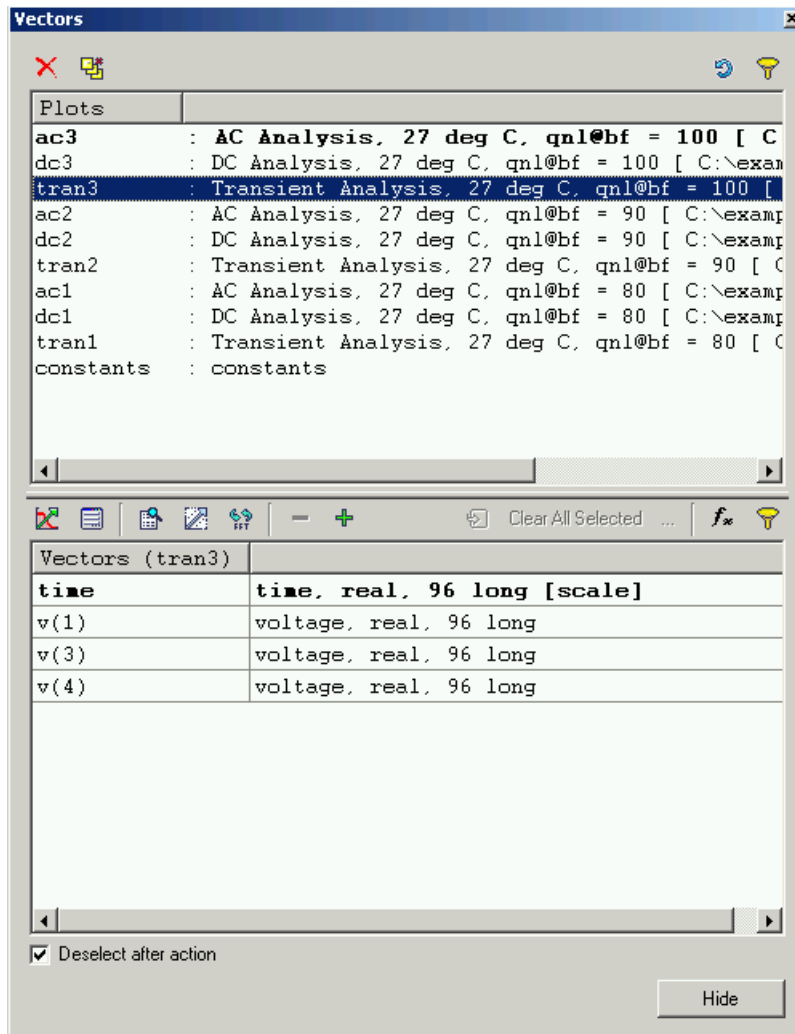 Vectors
Plots
ac3 : AC Analysis, 27 deg C, qnl@bf = 100 [ C
dc3 : DC Analysis, 27 deg C, qnl@bf = 100 [ C:\exam
tran3 : Transient Analysis, 27 deg C, qnl@bf = 100 [
ac2 : AC Analysis, 27 deg C, qnl@bf = 90 [ C:\examp
dc2 : DC Analysis, 27 deg C, qnl@bf = 90 [ C:\examp
tran2 : Transient Analysis, 27 deg C, qnl@bf = 90 [ C
ac1 : AC Analysis, 27 deg C, qnl@bf = 80 [ C:\examp
dc1 : DC Analysis, 27 deg C, qnl@bf = 80 [ C:\examp
tran1 : Transient Analysis, 27 deg C, qnl@bf = 80 [ C
constants : constants
FFT Clear All Selected ... fx
Vectors (tran3)
time time, real, 96 long [scale]
v(1) voltage, real, 96 long
v(3) voltage, real, 96 long
v(4) voltage, real, 96 long
Deselect after action
Hide